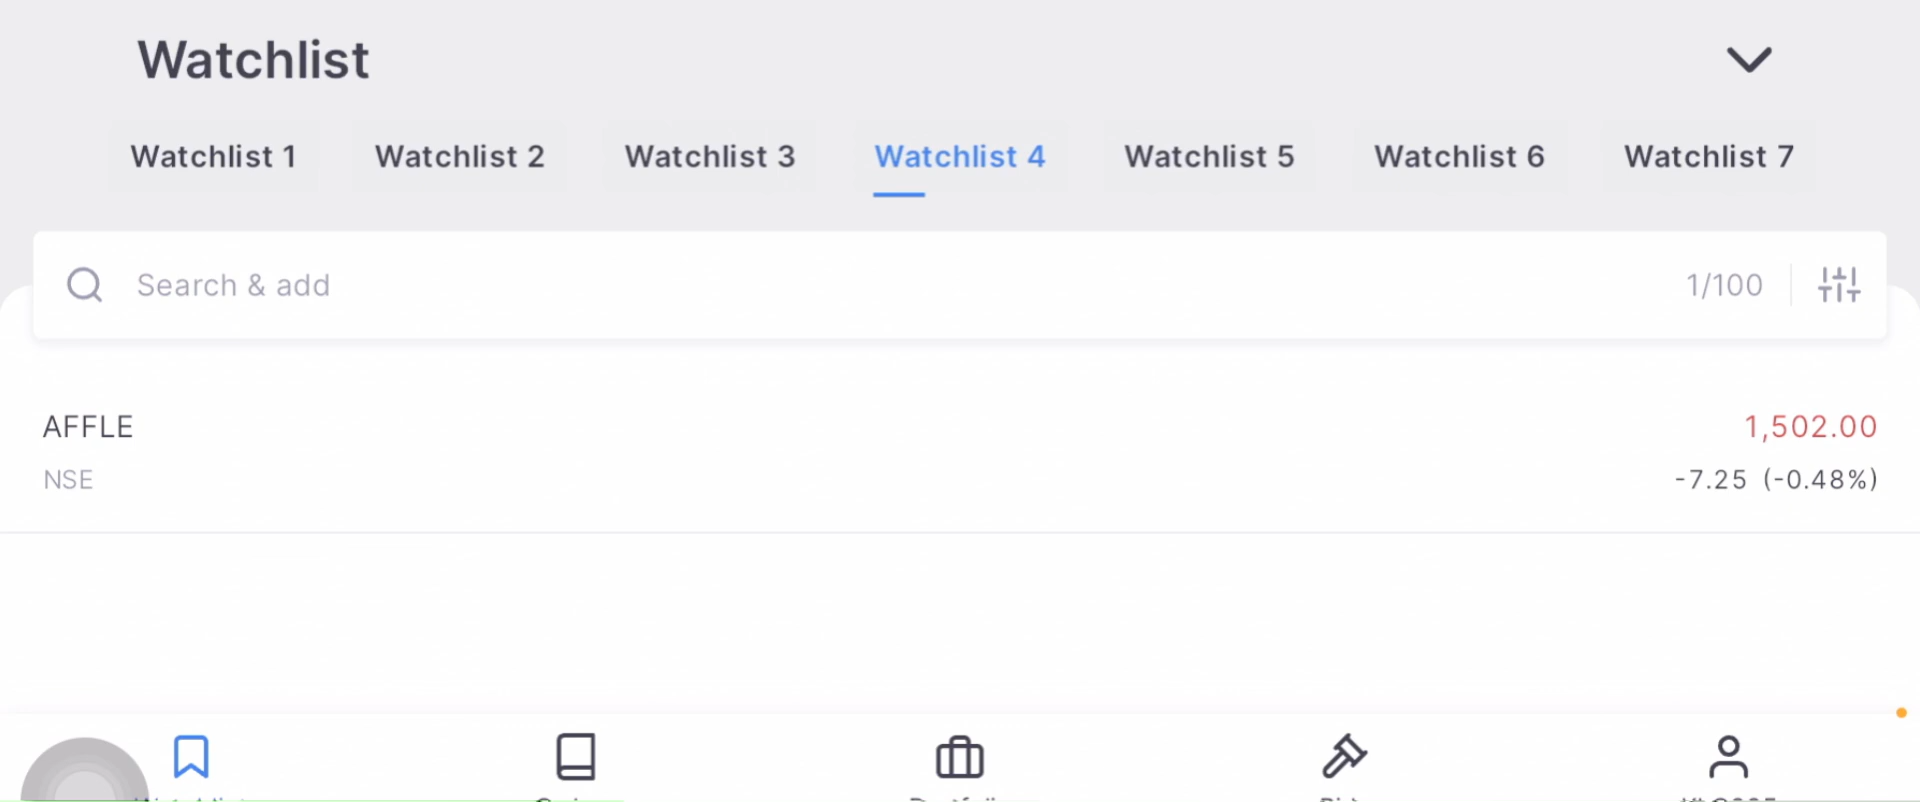 Watchlist
Watchlist 1 Watchlist 2 Watchlist 3 Watchlist 4 Watchlist 5 Watchlist 6 Watchlist 7
Search & add 1/100
AFFLE 1,502.00
NSE -7.25 (-0.48%)